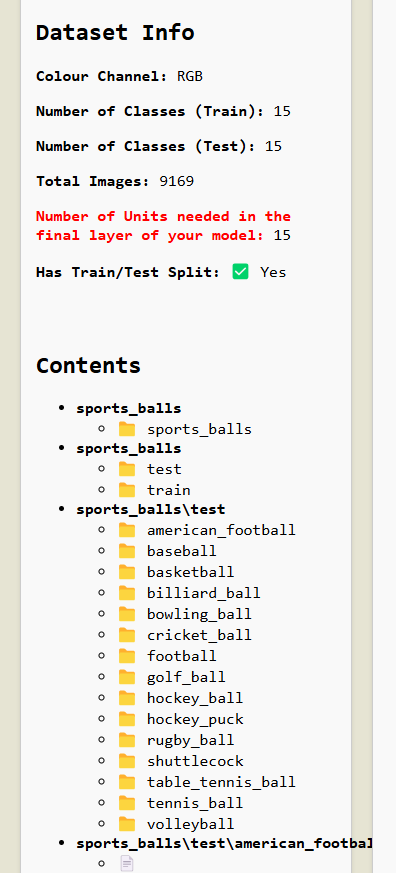 Dataset Info
Colour Channel: RGB
Number of Classes (Train): 15
Number of Classes (Test): 15
Total Images: 9169
Number of Units needed in the
final layer of your model: 15
Has Train/Test Split: ✅ Yes
Contents
sports_balls
sports_balls
sports_balls
test
train
sports_balls\test
american_football
baseball
basketball
billiard_ball
bowling_ball
cricket_ball
football
golf_ball
hockey_ball
hockey_puck
rugby_ball
shuttlecock
table_tennis_ball
tennis_ball
volleyball
sports_balls\test\american_footbal